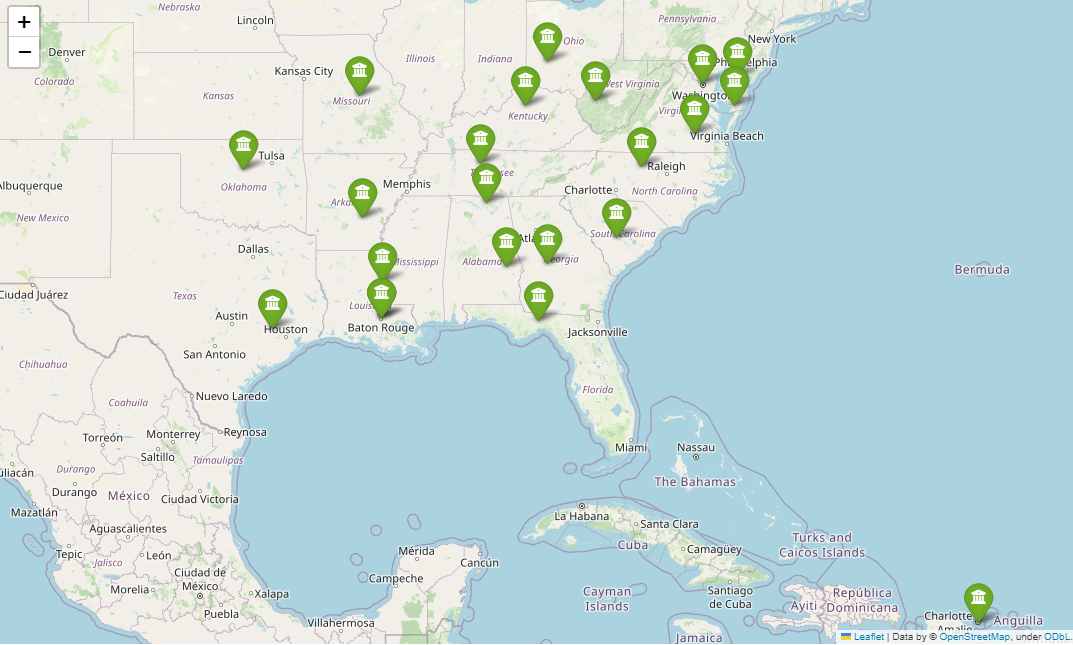 +
−
Nebraska
Lincoln
Denver
Colorado
Kansas City
Kansas
Missouri
Illinois
Indiana
Ohio
Pennsylvania
New York
Philadelphia
West Virginia
Washington
Kentucky
Virginia Beach
Tulsa
Oklahoma
Albuquerque
New Mexico
Memphis
Raleigh
Charlotte
North Carolina
South Carolina
Dallas
Mississippi
Alabama
Georgia
Bermuda
Ciudad Juárez
Texas
Austin
Houston
Baton Rouge
Jacksonville
San Antonio
Chihuahua
Florida
Coahuila
Nuevo Laredo
Torreón
Monterrey
Reynosa
Saltillo
Tamaulipas
Miami
Nassau
Culiacán
Durango
Durango
México
Ciudad Victoria
The Bahamas
Mazatlán
Aguascalientes
La Habana
Santa Clara
Turks and
Caicos Islands
Tepic
León
Jalisco
Mérida
Cancún
Cuba
Camagüey
Ciudad de
México
Morelia
Xalapa
Campeche
Cayman
Islands
Santiago
de Cuba
Ayiti
República
Dominicana
Puebla
Villahermosa
Jamaica
Charlotte
Amalie
Anguilla
Leaflet | Data by © OpenStreetMap, under ODbL.